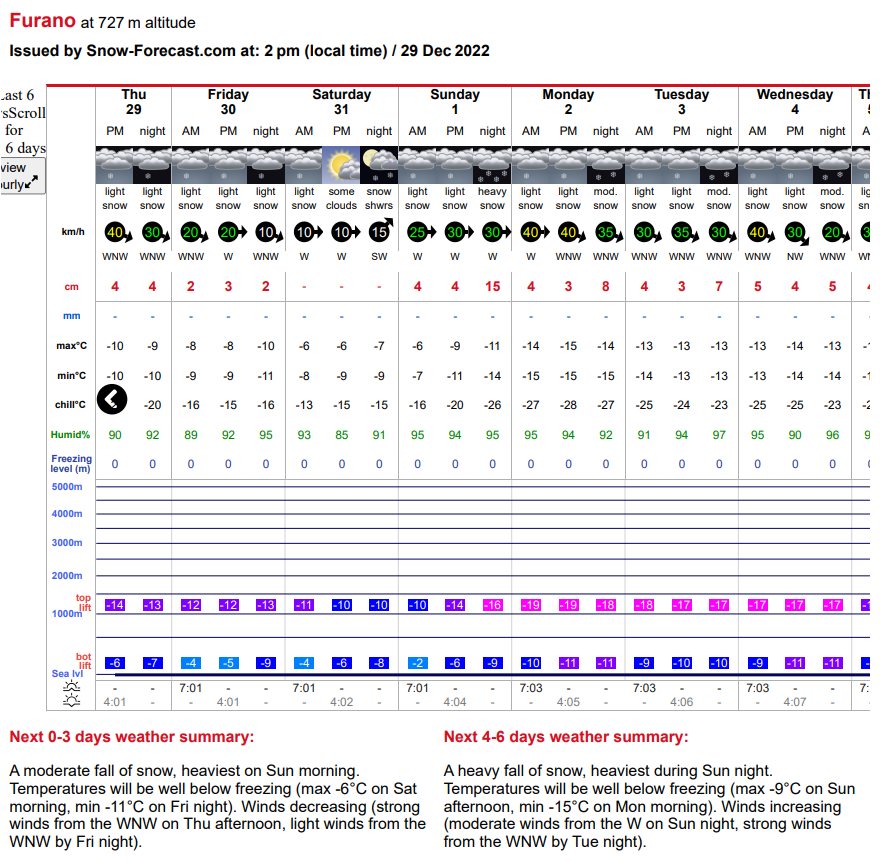 Furano at 727 m altitude
Issued by Snow-Forecast.com at: 2 pm (local time) / 29 Dec 2022
Last 6
Scroll
for
6 days
view
Thu Friday Saturday Sunday Monday Tuesday Wednesday
29 30 31 1 2 3 4
PM night AM PM night AM PM night AM PM night AM PM night AM PM night AM PM night
light light light light light light some snow light light heavy light light mod. light light mod. light light mod.
snow snow snow snow snow snow clouds shwrs snow snow snow snow snow snow snow snow snow snow snow snow
km/h 40 30 20 20 10 10 10 15 25 30 30 40 40 35 30 35 30 40 30 20
WNW WNW WNW W WNW W W SW W W W W WNW WNW WNW WNW WNW WNW NW WNW
cm 4 4 2 3 2 - - - 4 4 15 4 3 8 4 3 7 5 4 5
mm - - - - - - - - - - - - - - - - - - - -
max°C -10 -9 -8 -8 -10 -6 -6 -7 -6 -9 -11 -14 -15 -14 -13 -13 -13 -13 -14 -13
min°C -10 -10 -9 -9 -11 -8 -9 -9 -7 -11 -14 -15 -15 -15 -14 -13 -13 -13 -14 -14
chill°C -20 -16 -15 -16 -13 -15 -15 -16 -20 -26 -27 -28 -27 -25 -24 -23 -25 -25 -23
Humid% 90 92 89 92 95 93 85 91 95 94 95 95 94 92 91 94 97 95 90 96
Freezing
level (m) 0 0 0 0 0 0 0 0 0 0 0 0 0 0 0 0 0 0 0 0
5000m
4000m
3000m
2000m
top
lift -14 -13 -12 -12 -13 -11 -10 -10 -10 -14 -16 -19 -19 -18 -18 -17 -17 -17 -17 -17
1000m
bot
lift -6 -7 -4 -5 -9 -4 -6 -8 -2 -6 -9 -10 -11 -11 -9 -10 -10 -9 -11 -11
Sea lvl
- - 7:01 - - 7:01 - - 7:01 - - 7:03 - - 7:03 - - 7:03 - -
4:01 - - 4:01 - - 4:02 - - 4:04 - - 4:05 - - 4:06 - - 4:07 -
Next 0-3 days weather summary:
A moderate fall of snow, heaviest on Sun morning.
Temperatures will be well below freezing (max -6°C on Sat
morning, min -11°C on Fri night). Winds decreasing (strong
winds from the WNW on Thu afternoon, light winds from the
WNW by Fri night).
Next 4-6 days weather summary:
A heavy fall of snow, heaviest during Sun night.
Temperatures will be well below freezing (max -9°C on Sun
afternoon, min -15°C on Mon morning). Winds increasing
(moderate winds from the W on Sun night, strong winds
from the WNW by Tue night).